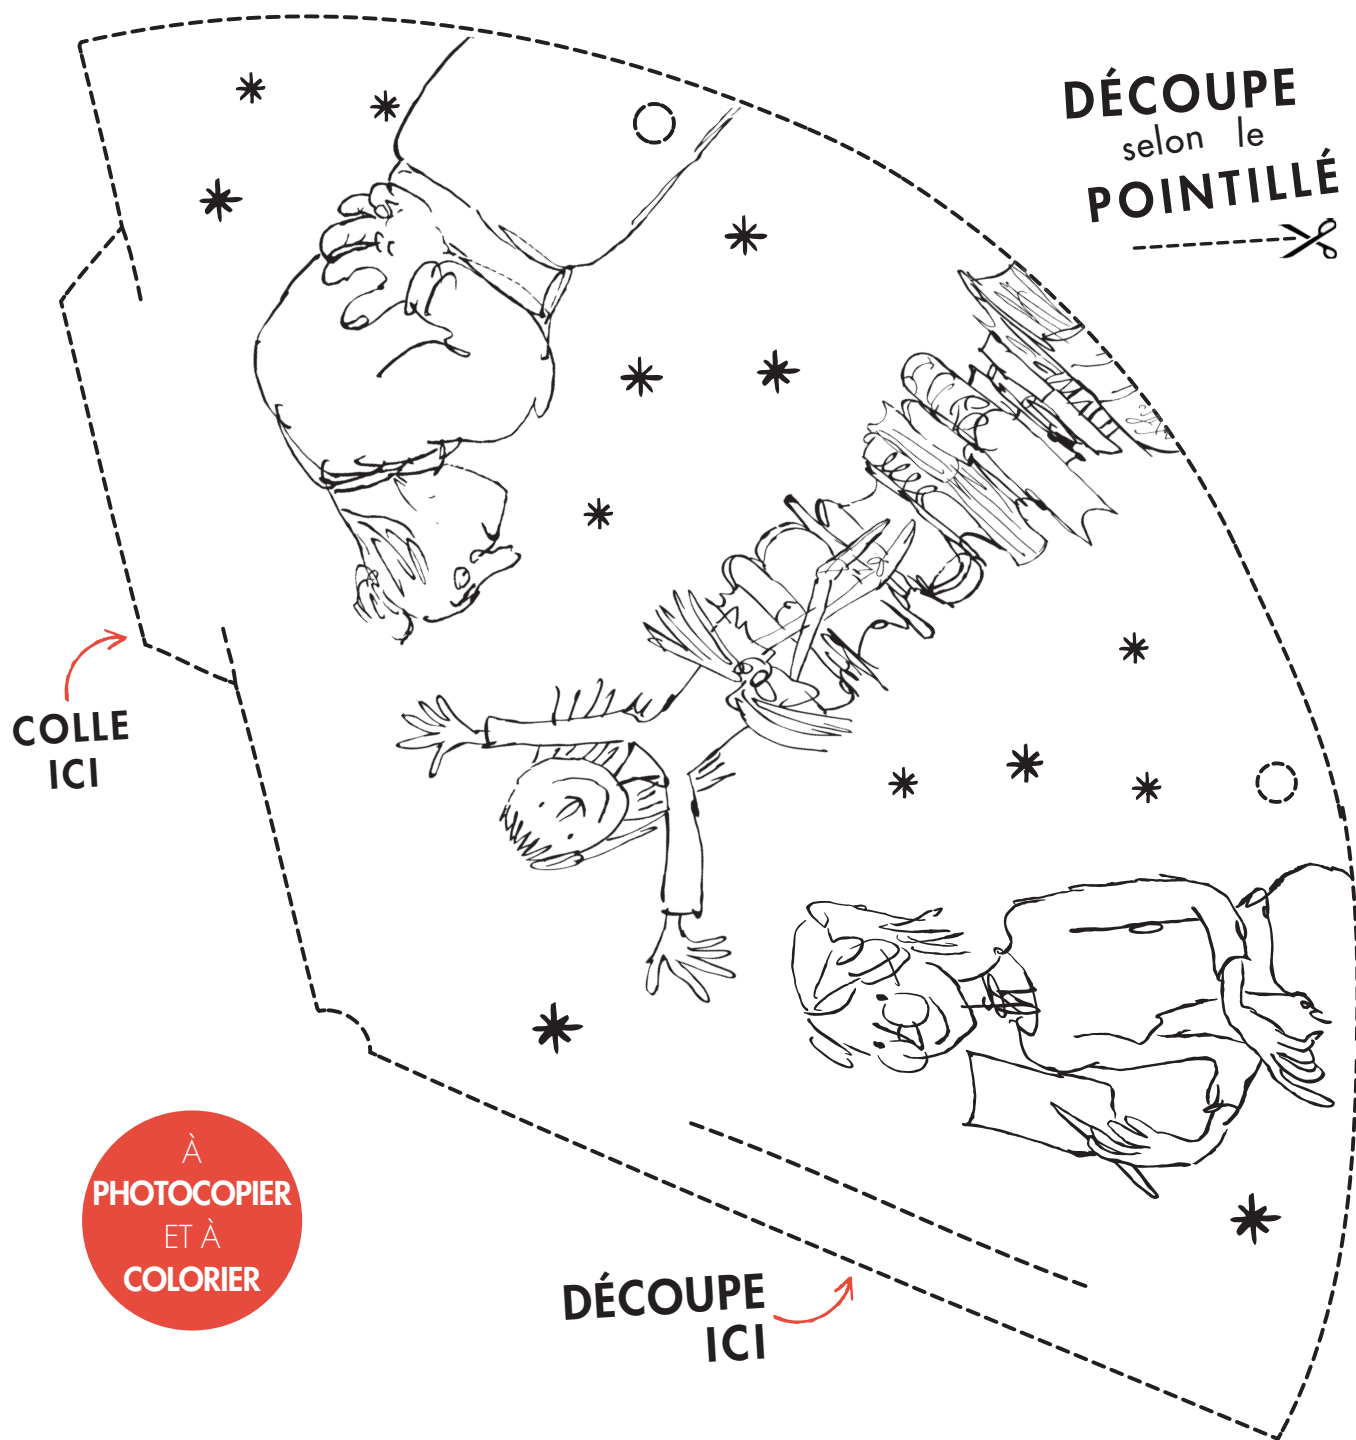 DÉCOUPE
selon le
POINTILLÉ
COLLE
ICI
À
PHOTOCOPIER
ET À
COLORIER
DÉCOUPE
ICI